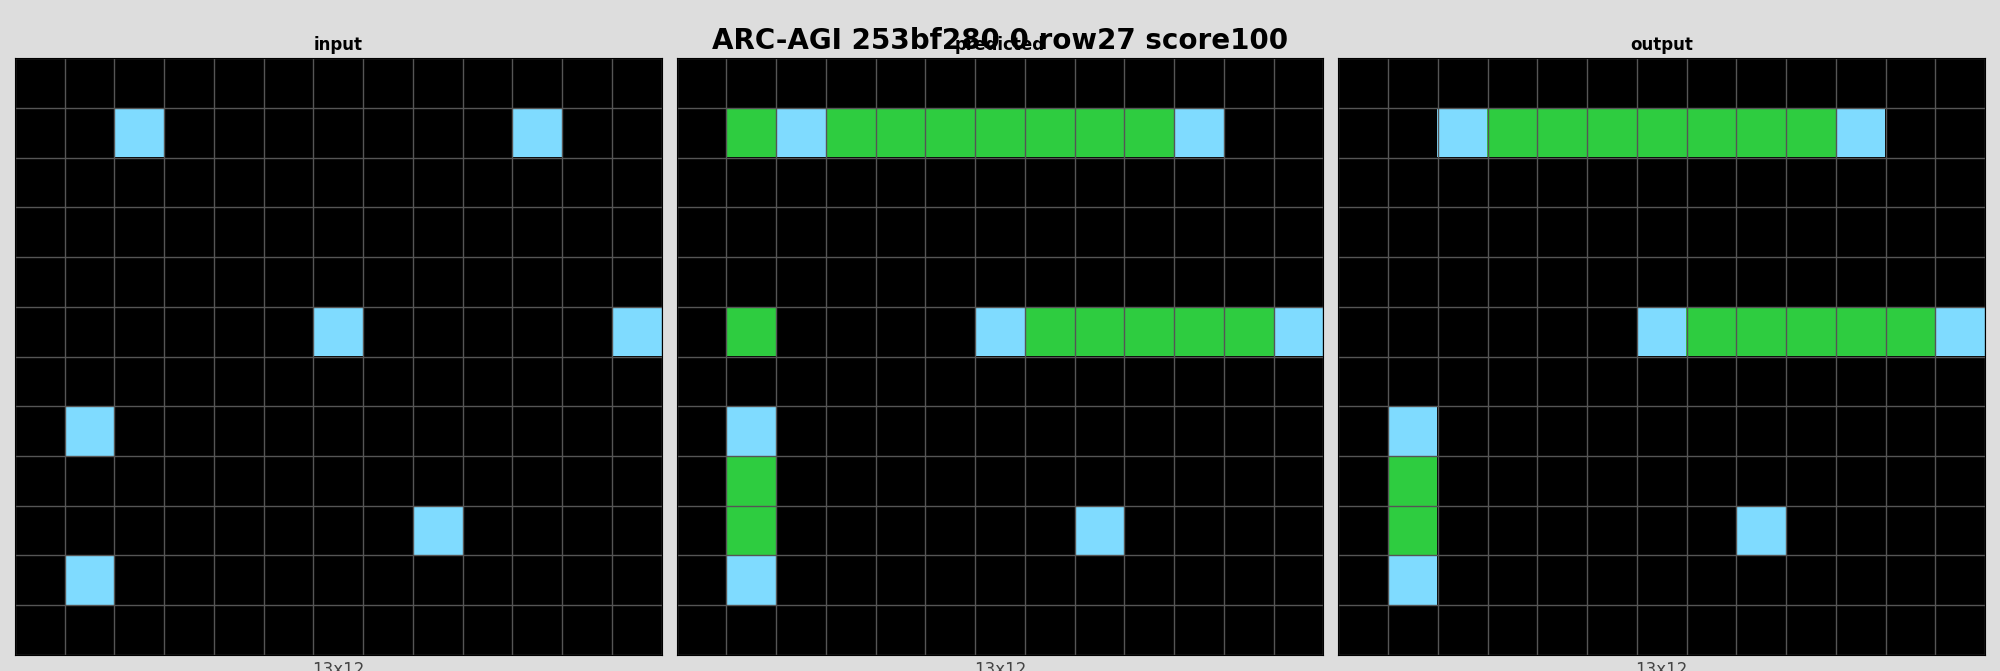 ARC-AGI 253bf280.0 row27 score100
input
predicted
output
13x12
13x12
13x12